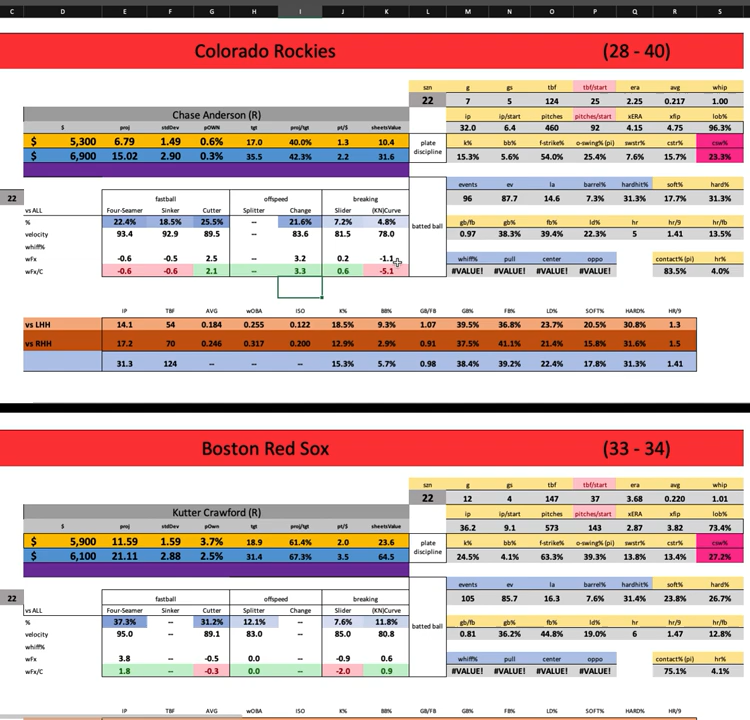 C D E F G H I J K L M N O P Q R S
Colorado Rockies (28 - 40)
szn g gs tbf tbf/start era avg whip
22 7 5 124 25 2.25 0.217 1.00
Chase Anderson (R) ip ip/start pitches pitches/start xERA xfip lob%
$ proj stdDev pOWN tgt proj/tgt pt/$ sheetsValue 32.0 6.4 460 92 4.15 4.75 96.3%
$ 5,300 6.79 1.49 0.6% 17.0 40.0% 1.3 10.4 plate discipline k% bb% f-strike% o-swing% (pi) swstr% cstr% csw%
$ 6,900 15.02 2.90 0.3% 35.5 42.3% 2.2 31.6 15.3% 5.6% 54.0% 25.4% 7.6% 15.7% 23.3%
events ev la barrel% hardhit% soft% hard%
22 fastball offspeed breaking 96 87.7 14.6 7.3% 31.3% 17.7% 31.3%
vs ALL Four-Seamer Sinker Cutter Splitter Change Slider (KN)Curve
% 22.4% 18.5% 25.5% -- 21.6% 7.2% 4.8% batted ball gb/fb gb% fb% ld% hr hr/9 hr/fb
velocity 93.4 92.9 89.5 -- 83.6 81.5 78.0 0.97 38.3% 39.4% 22.3% 5 1.41 13.5%
whiff%
wFx -0.6 -0.5 2.5 -- 3.2 0.2 -1.1 whiff% pull center oppo contact% (pi) hr%
wFx/C -0.6 -0.6 2.1 -- 3.3 0.6 -5.1 #VALUE! #VALUE! #VALUE! #VALUE! 83.5% 4.0%
IP TBF AVG wOBA ISO K% BB% GB/FB GB% FB% LD% SOFT% HARD% HR/9
vs LHH 14.1 54 0.184 0.255 0.122 18.5% 9.3% 1.07 39.5% 36.8% 23.7% 20.5% 30.8% 1.3
vs RHH 17.2 70 0.246 0.317 0.200 12.9% 2.9% 0.91 37.5% 41.1% 21.4% 15.8% 31.6% 1.5
31.3 124 -- -- 15.3% 5.7% 0.98 38.4% 39.2% 22.4% 17.8% 31.3% 1.41
Boston Red Sox (33 - 34)
szn g gs tbf tbf/start era avg whip
22 12 4 147 37 3.68 0.220 1.01
Kutter Crawford (R) ip ip/start pitches pitches/start xERA xfip lob%
$ proj stdDev pOwn tgt proj/tgt pt/$ sheetsValue 36.2 9.1 573 143 2.87 3.82 73.4%
$ 5,900 11.59 1.59 3.7% 18.9 61.4% 2.0 23.6 plate discipline k% bb% f-strike% o-swing% (pi) swstr% cstr% csw%
$ 6,100 21.11 2.88 2.5% 31.4 67.3% 3.5 64.5 24.5% 4.1% 63.3% 39.3% 13.8% 13.4% 27.2%
events ev la barrel% hardhit% soft% hard%
22 fastball offspeed breaking 105 85.7 16.3 7.6% 31.4% 23.8% 26.7%
vs ALL Four-Seamer Sinker Cutter Splitter Change Slider (KN)Curve
% 37.3% -- 31.2% 12.1% -- 7.6% 11.8% batted ball gb/fb gb% fb% ld% hr hr/9 hr/fb
velocity 95.0 -- 89.1 83.0 -- 85.0 80.8 0.81 36.2% 44.8% 19.0% 6 1.47 12.8%
whiff%
wFx 3.8 -- -0.5 0.0 -- -0.9 0.6 whiff% pull center oppo contact% (pi) hr%
wFx/C 1.8 -- -0.3 0.0 -- -2.0 0.9 #VALUE! #VALUE! #VALUE! #VALUE! 75.1% 4.1%
IP TBF AVG wOBA ISO K% BB% GB/FB GB% FB% LD% SOFT% HARD% HR/9